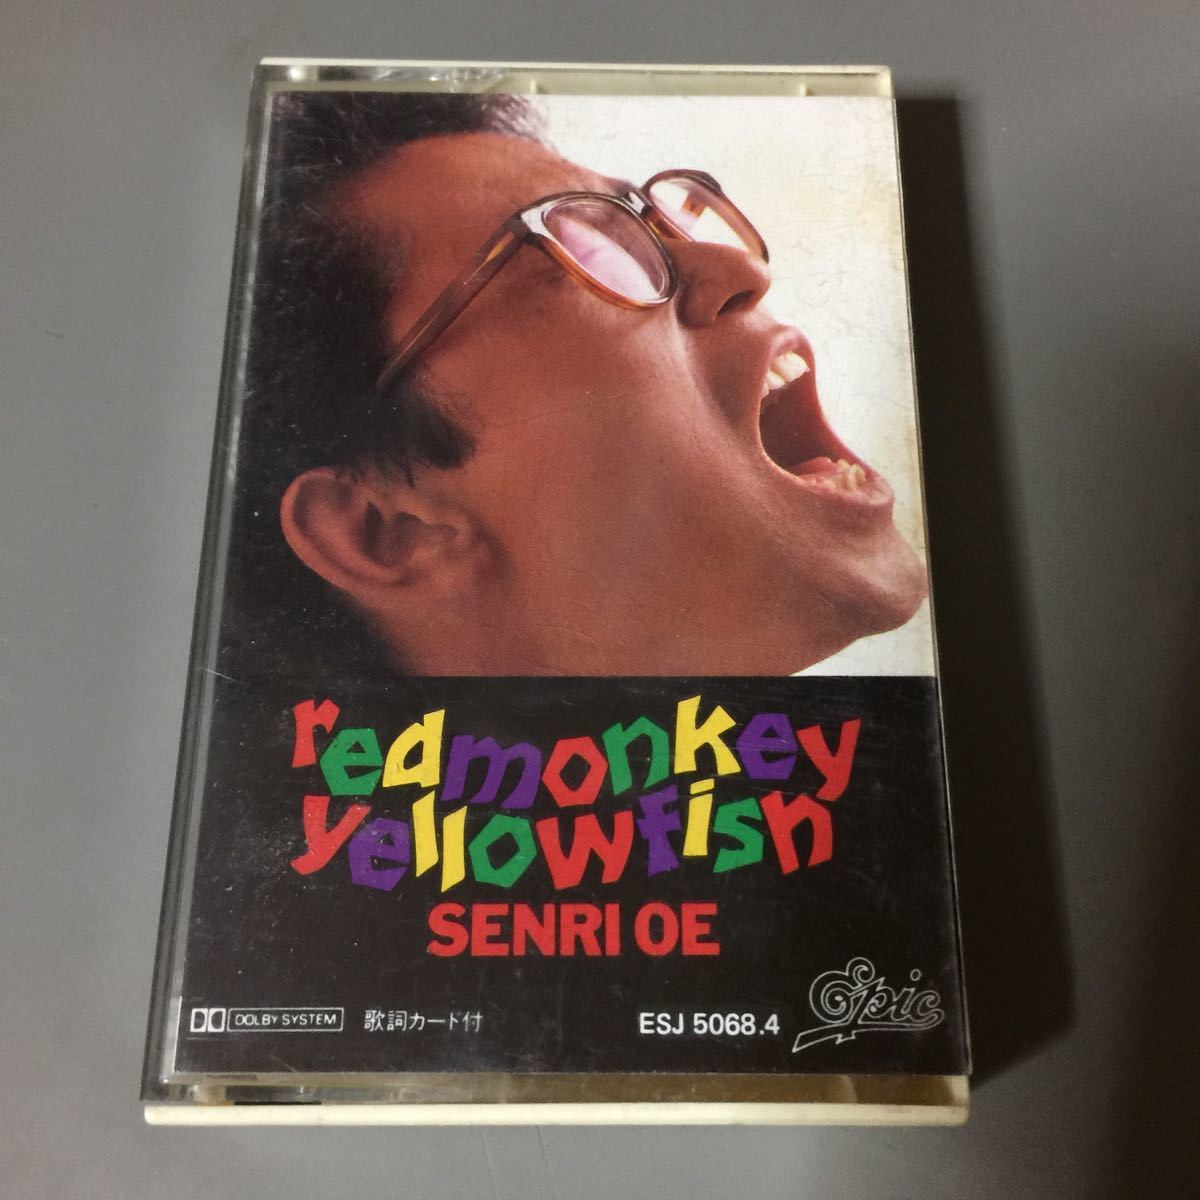 redmonkey
yellowfish
SENRI OE
DOLBY SYSTEM 歌詞カード付 ESJ 5068.4
Epic